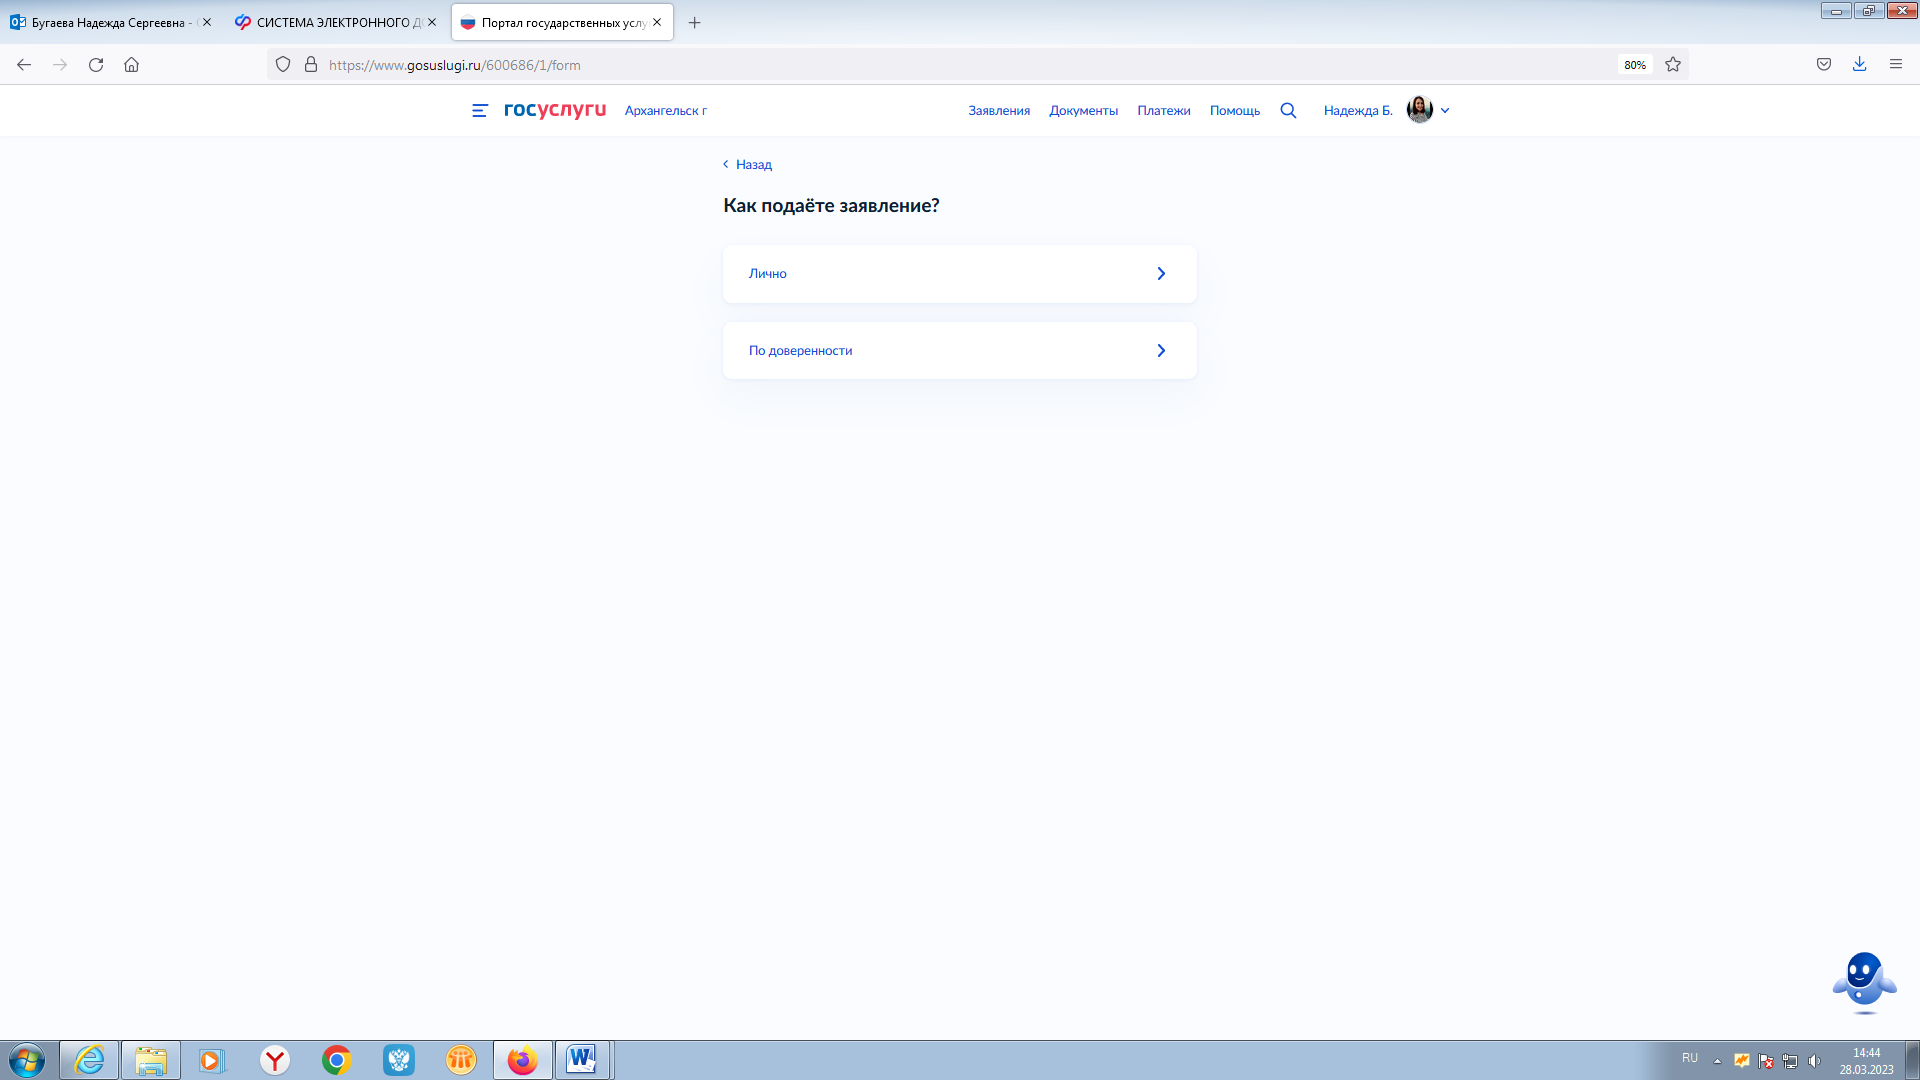 Бугаева Надежда Сергеевна -
СИСТЕМА ЭЛЕКТРОННОГО Д
Портал государственных услу
https://www.gosuslugi.ru/600686/1/form
80%
госуслуги
Архангельск г
Заявления
Документы
Платежи
Помощь
Надежда Б.
Назад
Как подаёте заявление?
Лично
По доверенности
RU
14:44
28.03.2023